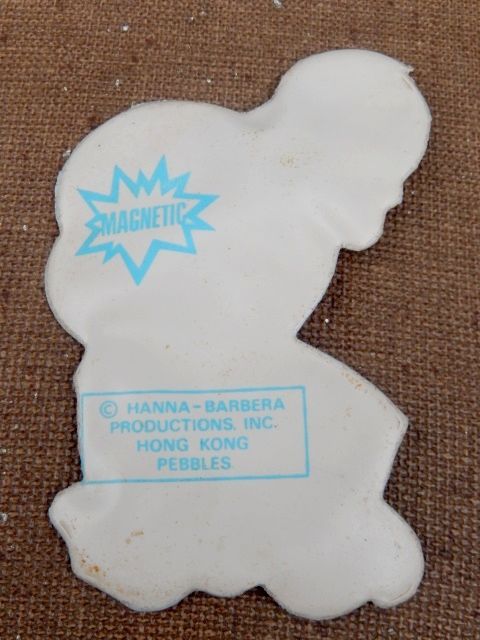 MAGNETIC
© HANNA-BARBERA
PRODUCTIONS, INC.
HONG KONG
PEBBLES